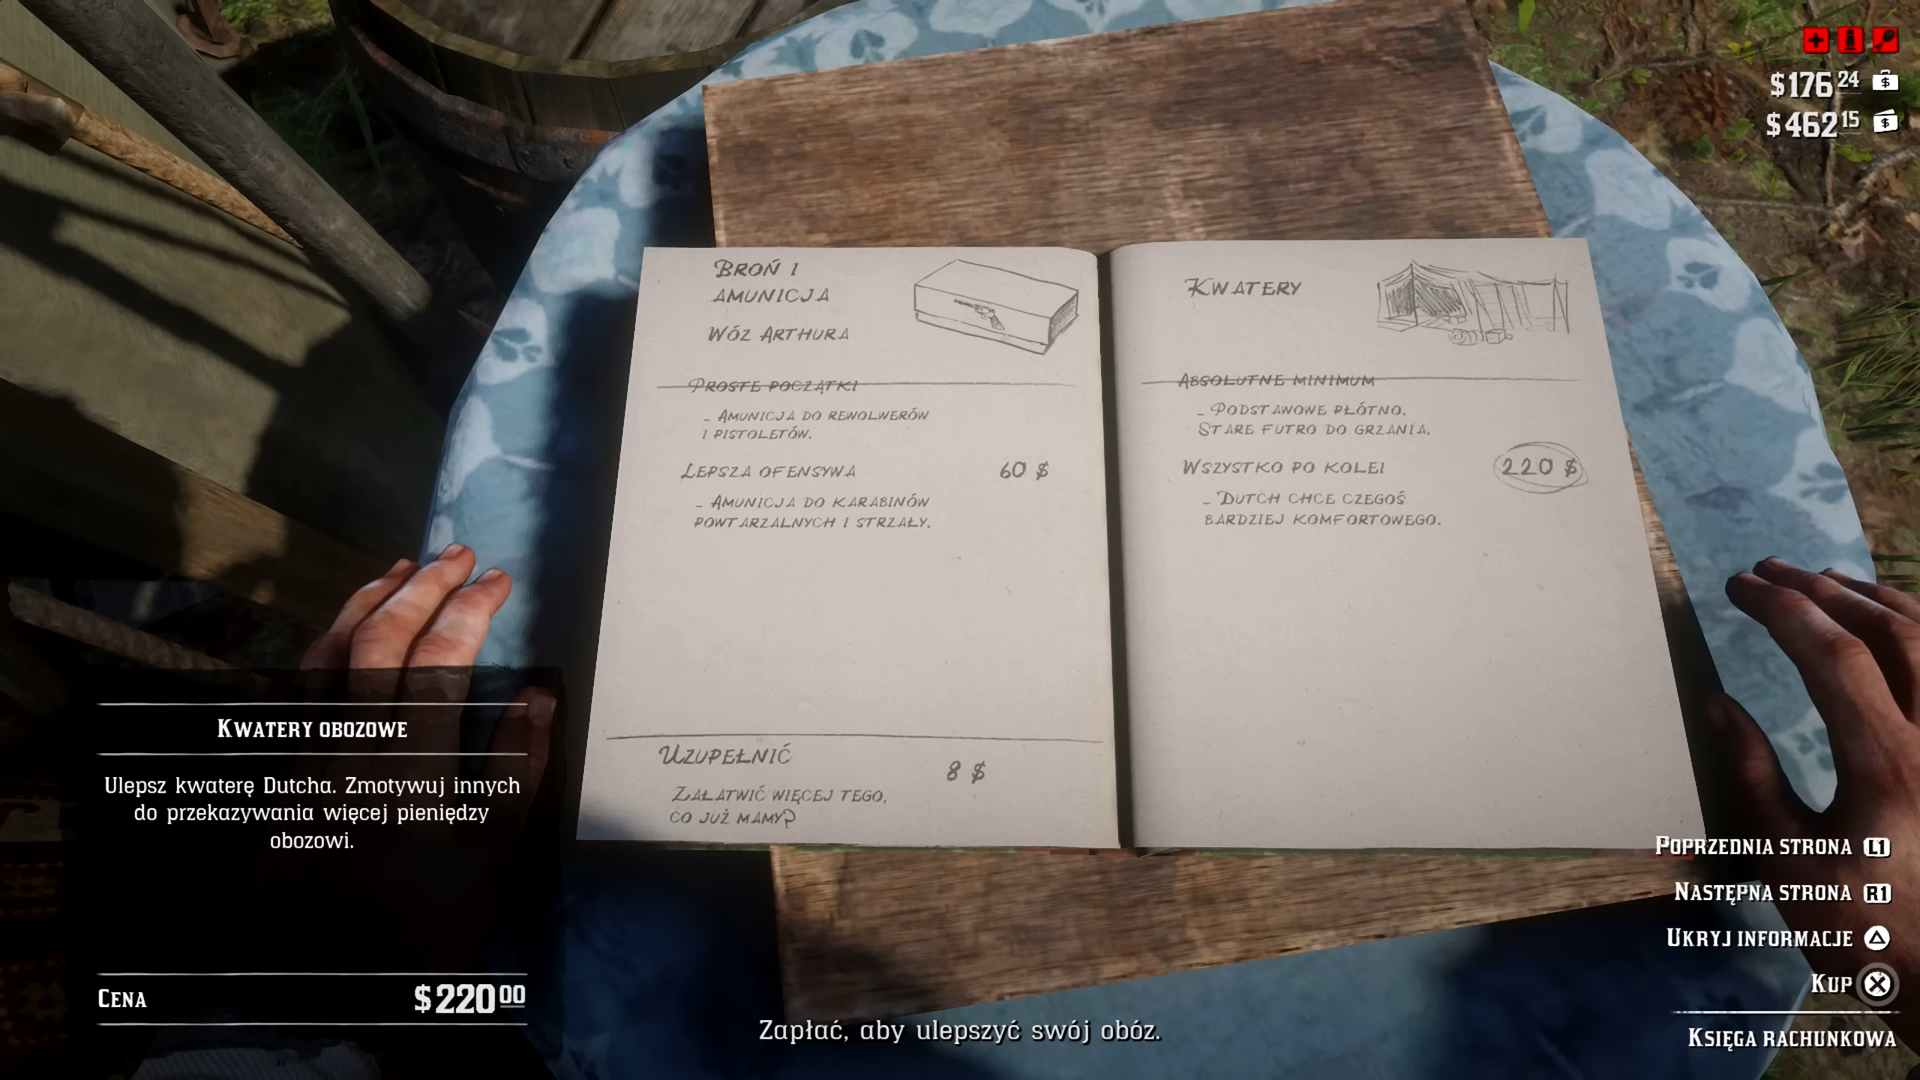 $176 24
$462 15
Broń i
amunicja
Wóz Arthura
Proste początki
- Amunicja do rewolwerów
i pistoletów.
Lepsza ofensywa 60 $
- Amunicja do karabinów
powtarzalnych i strzały.
Uzupełnić 8 $
Załatwić więcej tego,
co już mamy?
Kwatery
Absolutne minimum
- Podstawowe płótno.
Stare futro do grzania.
Wszystko po kolei 220 $
- Dutch chce czegoś
bardziej komfortowego.
Kwatery obozowe
Ulepsz kwaterę Dutcha. Zmotywuj innych
do przekazywania więcej pieniędzy
obozowi.
Cena $220 00
Zapłać, aby ulepszyć swój obóz.
Poprzednia strona L1
Następna strona R1
Ukryj informacje
Kup
Księga rachunkowa